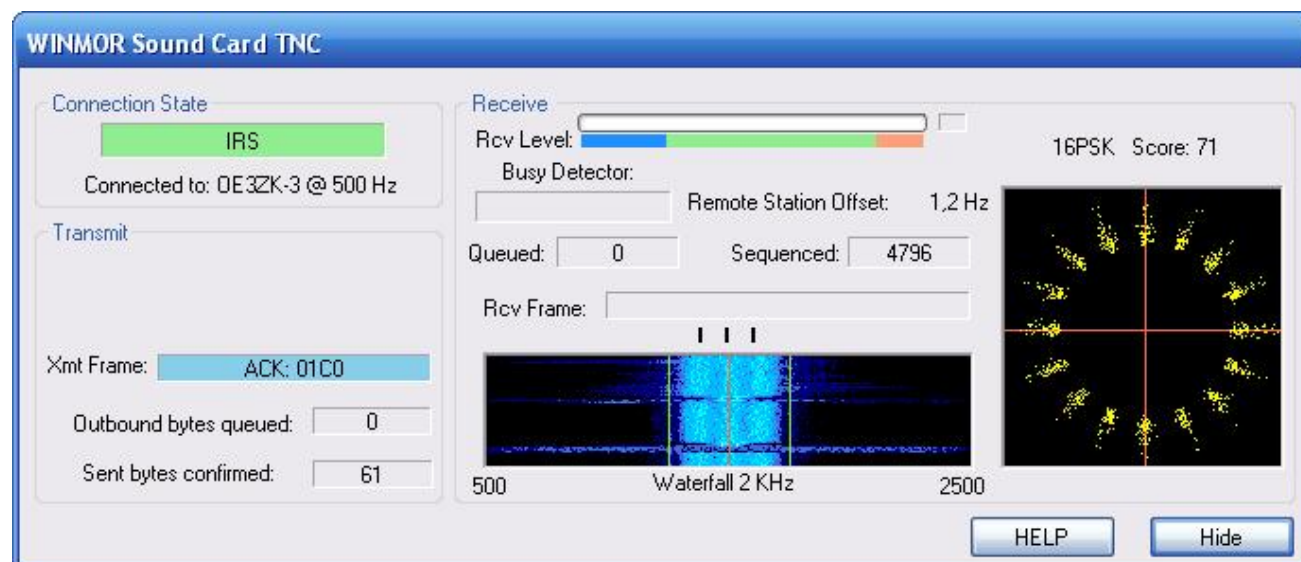 WINMOR Sound Card TNC
Connection State
IRS
Connected to: OE3ZK-3 @ 500 Hz
Transmit
Xmt Frame: ACK: 01C0
Outbound bytes queued: 0
Sent bytes confirmed: 61
Receive
Rcv Level:
Busy Detector:
Remote Station Offset: 1,2 Hz
Queued: 0 Sequenced: 4796
Rcv Frame:
500 Waterfall 2 KHz 2500
16PSK Score: 71
HELP Hide